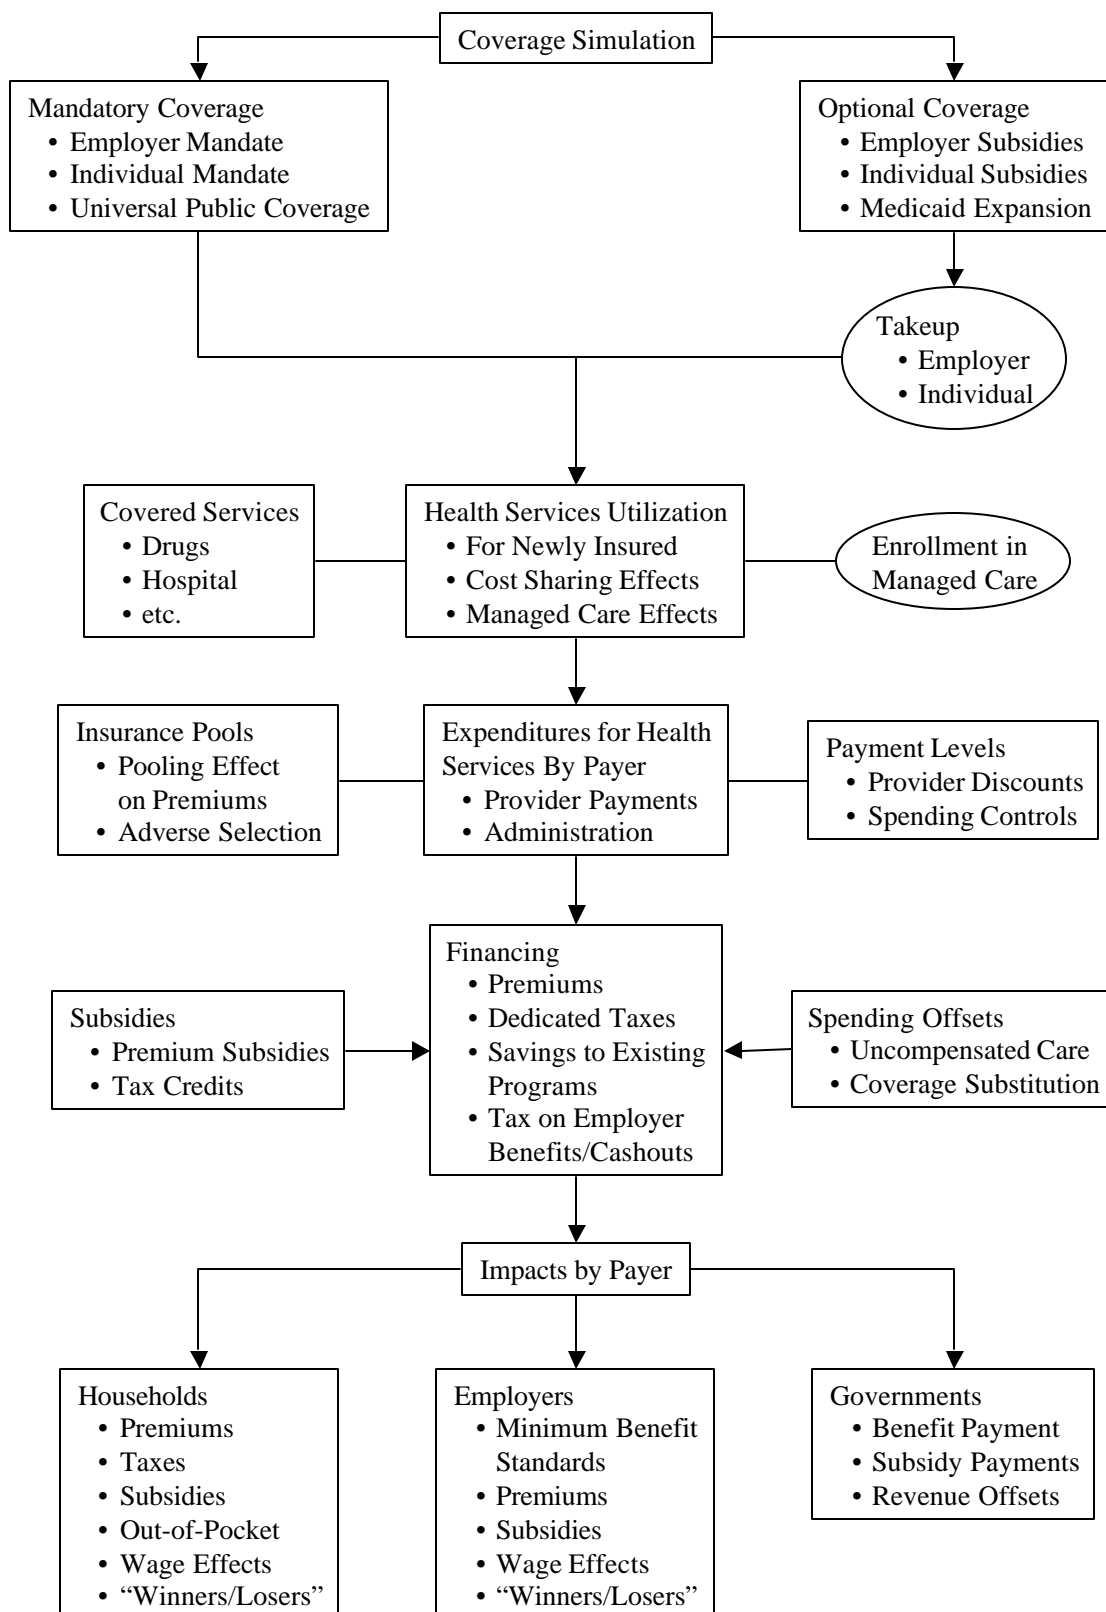 Coverage Simulation
Mandatory Coverage
• Employer Mandate
• Individual Mandate
• Universal Public Coverage
Optional Coverage
• Employer Subsidies
• Individual Subsidies
• Medicaid Expansion
Takeup
• Employer
• Individual
Covered Services
• Drugs
• Hospital
• etc.
Health Services Utilization
• For Newly Insured
• Cost Sharing Effects
• Managed Care Effects
Enrollment in
Managed Care
Insurance Pools
• Pooling Effect
on Premiums
• Adverse Selection
Expenditures for Health
Services By Payer
• Provider Payments
• Administration
Payment Levels
• Provider Discounts
• Spending Controls
Subsidies
• Premium Subsidies
• Tax Credits
Financing
• Premiums
• Dedicated Taxes
• Savings to Existing
Programs
• Tax on Employer
Benefits/Cashouts
Spending Offsets
• Uncompensated Care
• Coverage Substitution
Impacts by Payer
Households
• Premiums
• Taxes
• Subsidies
• Out-of-Pocket
• Wage Effects
• “Winners/Losers”
Employers
• Minimum Benefit
Standards
• Premiums
• Subsidies
• Wage Effects
• “Winners/Losers”
Governments
• Benefit Payment
• Subsidy Payments
• Revenue Offsets